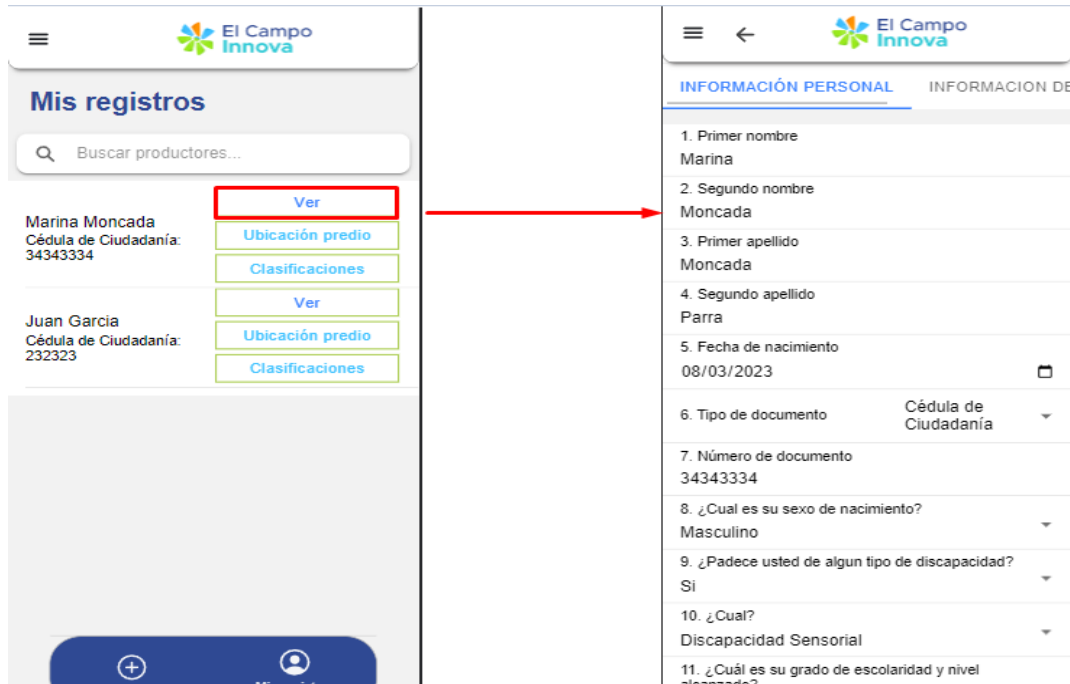 El Campo
Innova
Mis registros
Buscar productores...
Marina Moncada
Cédula de Ciudadanía:
34343334
Ver
Ubicación predio
Clasificaciones
Juan Garcia
Cédula de Ciudadanía:
232323
Ver
Ubicación predio
Clasificaciones
El Campo
Innova
INFORMACIÓN PERSONAL INFORMACION DE
1. Primer nombre
Marina
2. Segundo nombre
Moncada
3. Primer apellido
Moncada
4. Segundo apellido
Parra
5. Fecha de nacimiento
08/03/2023
6. Tipo de documento
Cédula de
Ciudadanía
7. Número de documento
34343334
8. ¿Cual es su sexo de nacimiento?
Masculino
9. ¿Padece usted de algun tipo de discapacidad?
Si
10. ¿Cual?
Discapacidad Sensorial
11. ¿Cuál es su grado de escolaridad y nivel